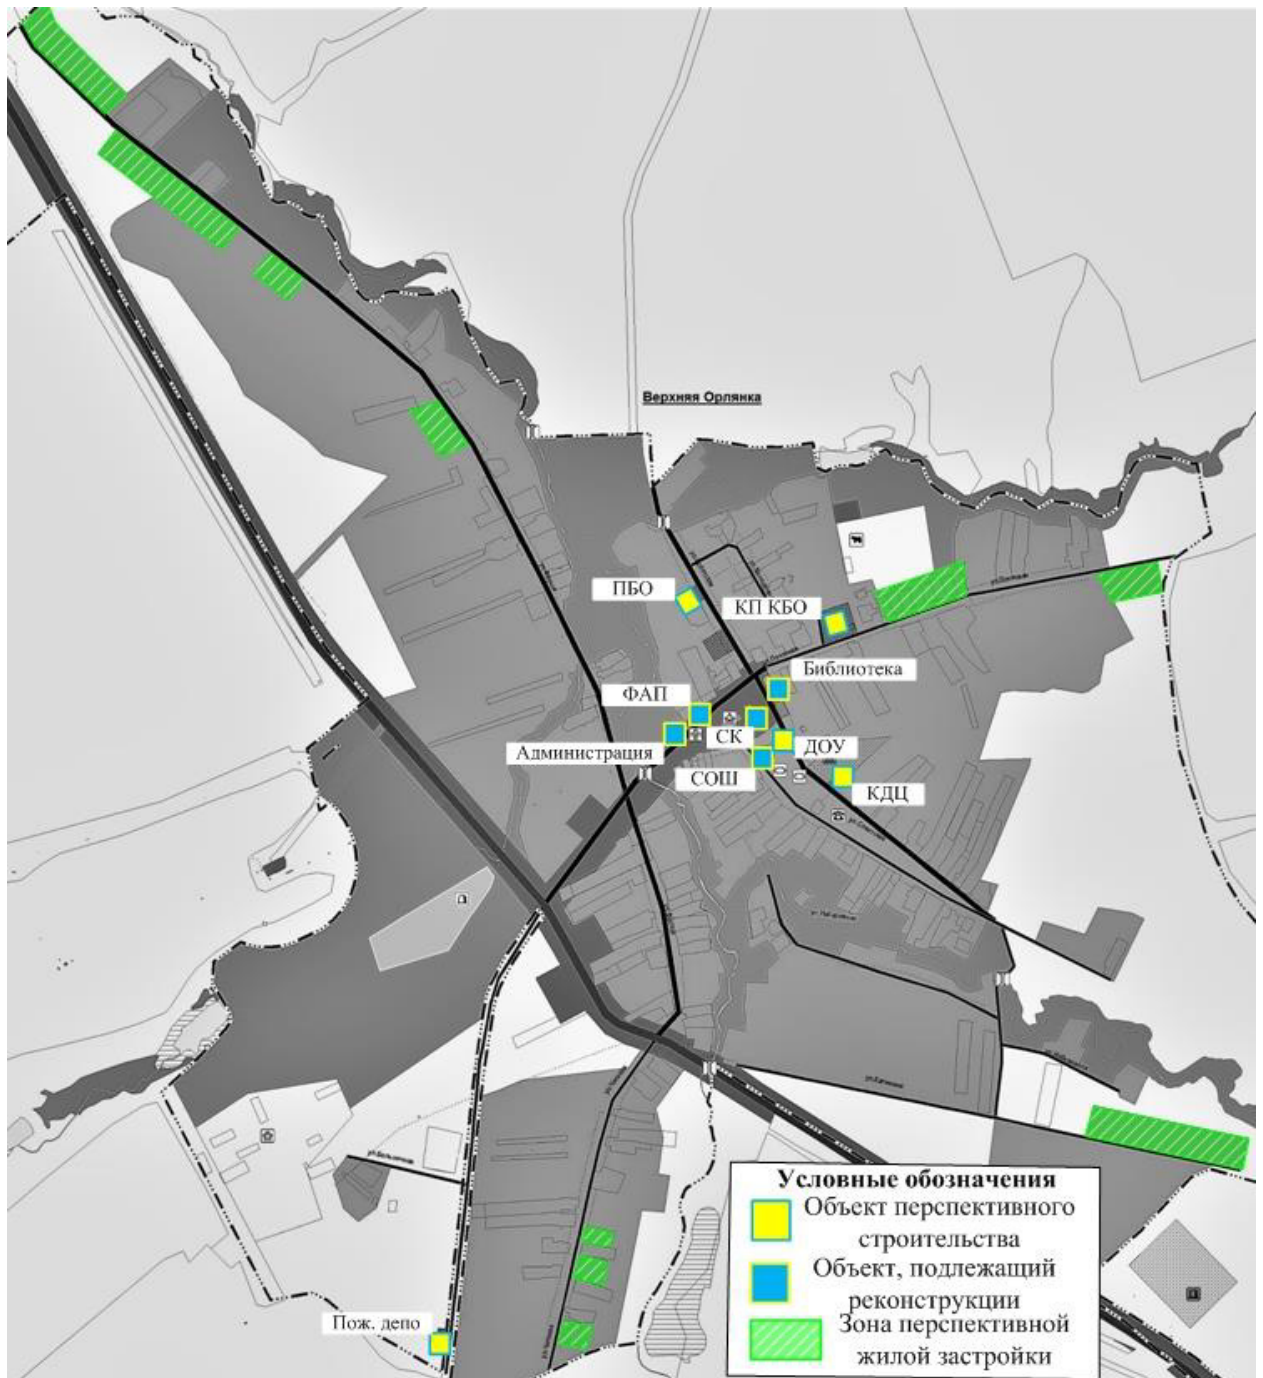 Верхняя Орлянка
ПБО
КП КБО
Библиотека
ФАП
СК
Администрация
ДОУ
СОШ
КДЦ
Пож. депо
Условные обозначения
Объект перспективного
строительства
Объект, подлежащий
реконструкции
Зона перспективной
жилой застройки